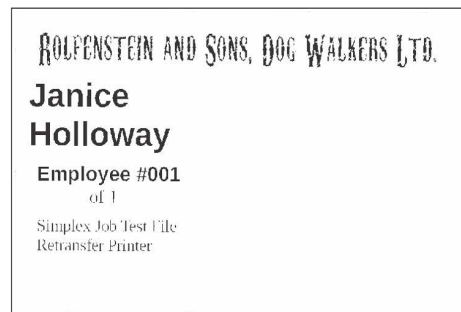 ROLFENSTEIN AND SONS, DOG WALKERS LTD.
Janice
Holloway
Employee #001
of 1
Simplex Job Test File
Retransfer Printer